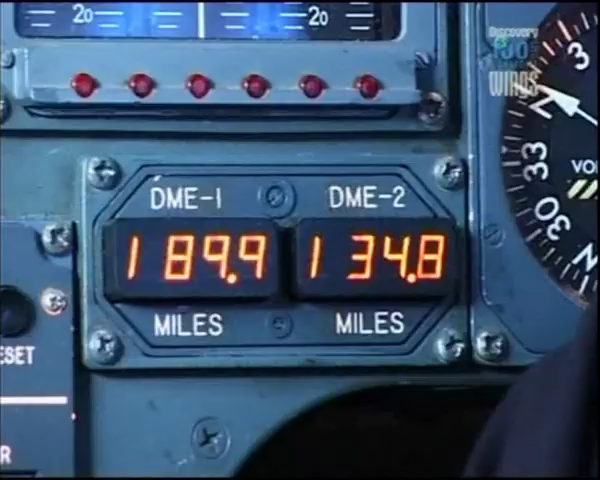 20
20
Discovery
100
WINGS
3
DME-1
DME-2
33
VO
189.9
134.8
30
N
MILES
MILES
ESET
R